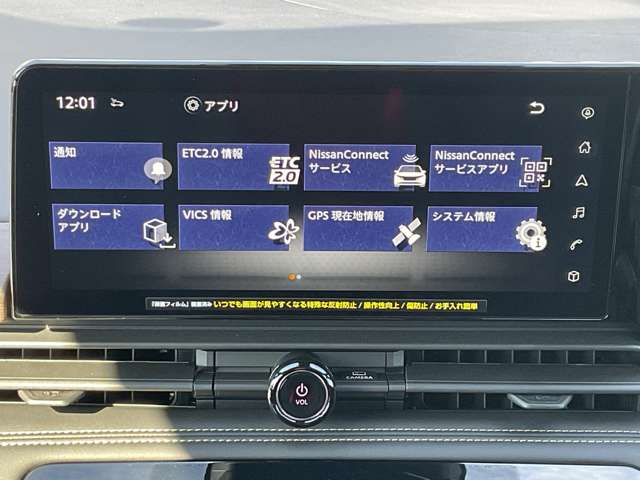 12:01
アプリ
通知
ETC2.0 情報
ETC
2.0
NissanConnect
サービス
NissanConnect
サービスアプリ
ダウンロード
アプリ
VICS 情報
GPS 現在地情報
システム情報
いつでも画面が見やすくなる特殊な反射防止 / 操作性向上 / 傷防止 / お手入れ簡単
VOL
CAMERA